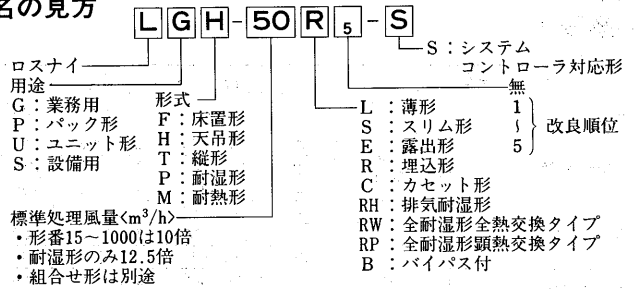 名の見方
LGH-50R5-S
S：システム
コントローラ対応形
ロスナイ
用途
G：業務用
P：パック形
U：ユニット形
S：設備用
形式
F：床置形
H：天吊形
T：縦形
P：耐湿形
M：耐熱形
標準処理風量<m³/h>
・形番15～1000は10倍
・耐湿形のみ12.5倍
・組合せ形は別途
L：薄形
S：スリム形
E：露出形
R：埋込形
C：カセット形
RH：排気耐湿形
RW：全耐湿形全熱交換タイプ
RP：全耐湿形顕熱交換タイプ
B：バイパス付
無
1
～
5
改良順位